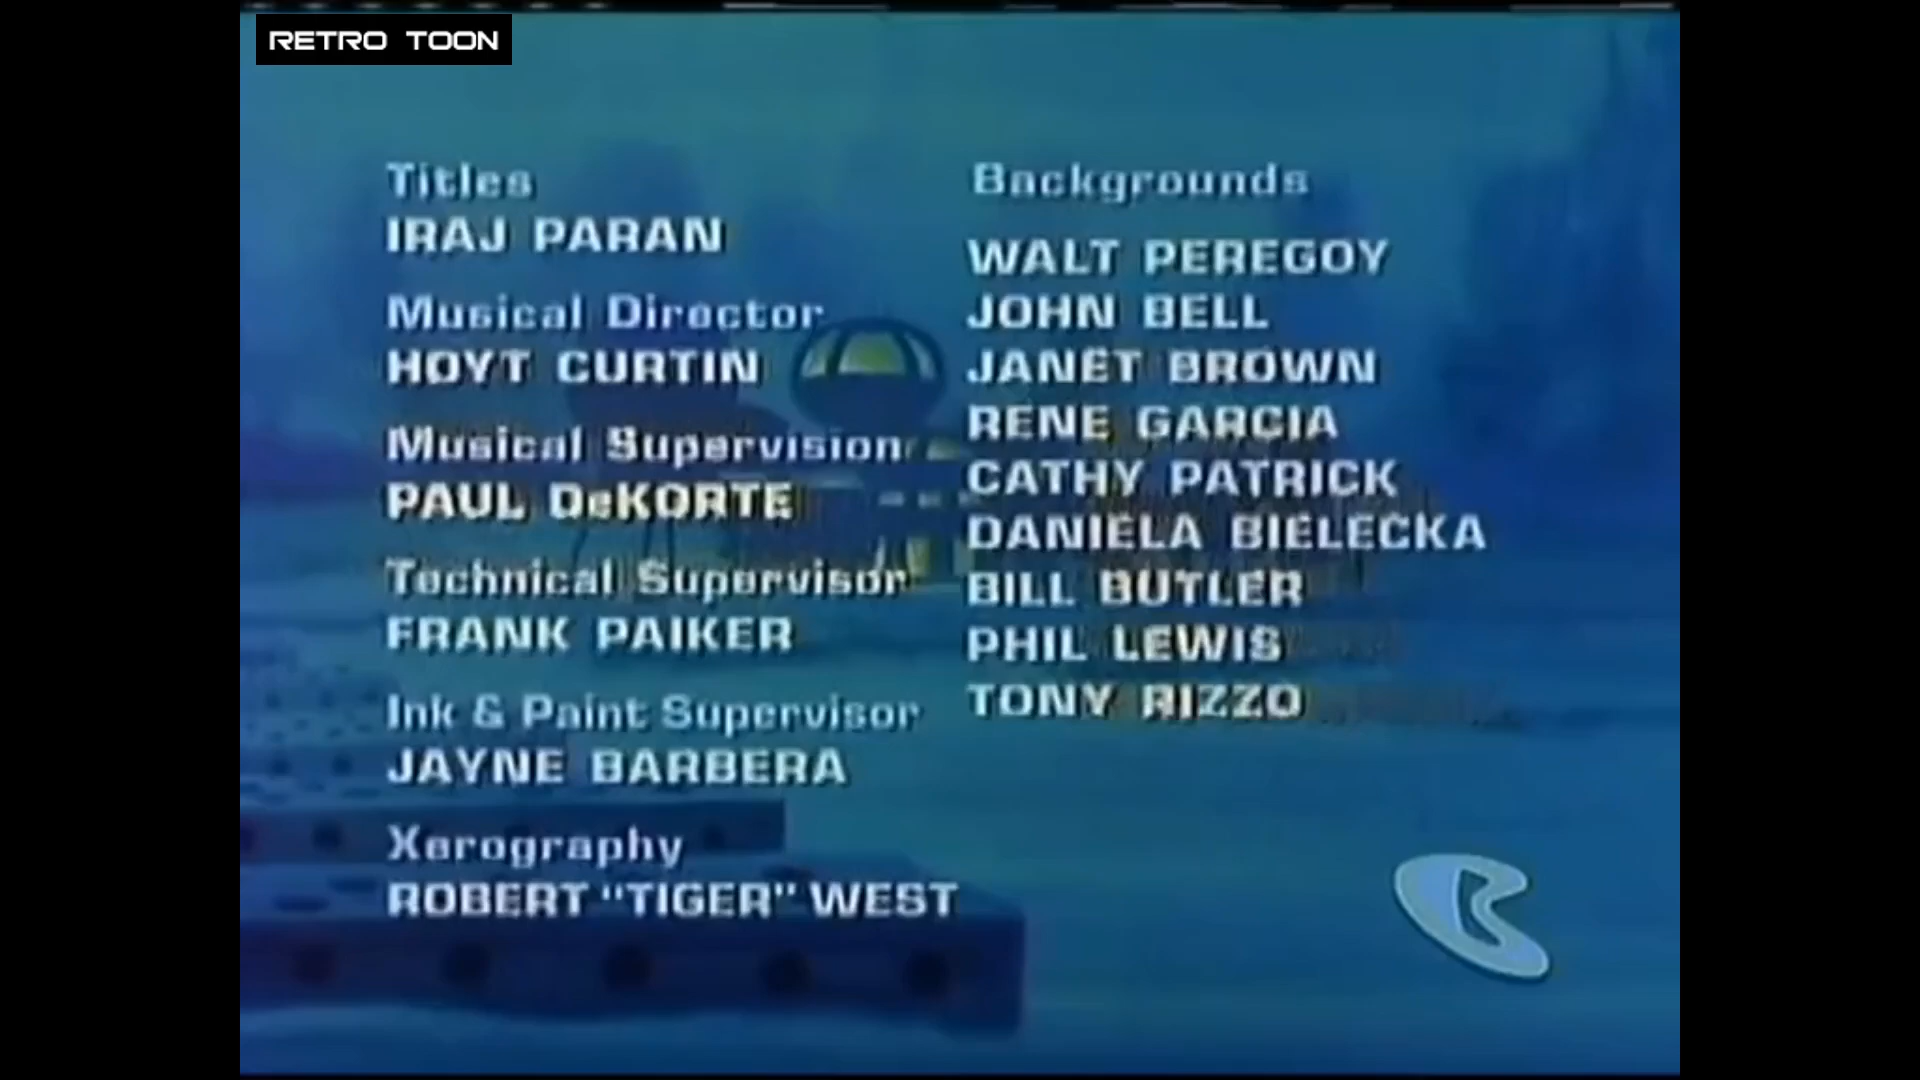 RETRO TOON
Titles
IRAJ PARAN
Musical Director
HOYT CURTIN
Musical Supervision
PAUL DeKORTE
Technical Supervisor
FRANK PAIKER
Ink & Paint Supervisor
JAYNE BARBERA
Xerography
ROBERT "TIGER" WEST
Backgrounds
WALT PEREGOY
JOHN BELL
JANET BROWN
RENE GARCIA
CATHY PATRICK
DANIELA BIELECKA
BILL BUTLER
PHIL LEWIS
TONY RIZZO